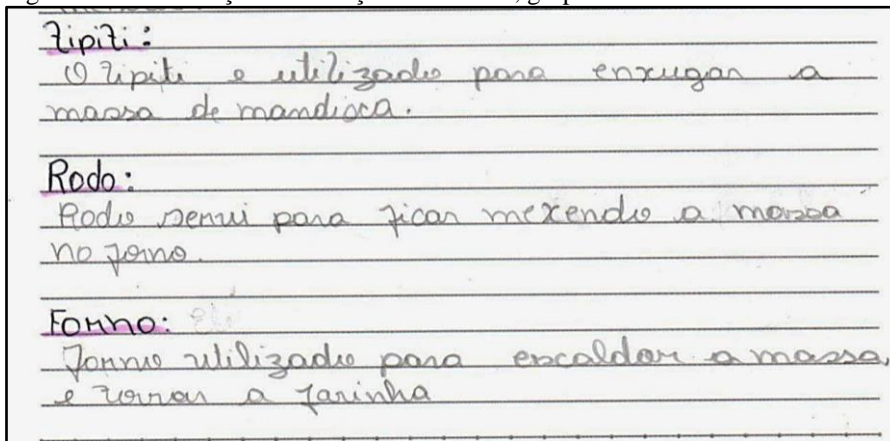 Tipiti:
O tipiti e utilizado para enxugar a
massa de mandioca.
Rodo:
Rodo servi para ficar mexendo a massa
no forno.
Forno:
Forno utilizado para escaldar a massa,
e torrar a farinha